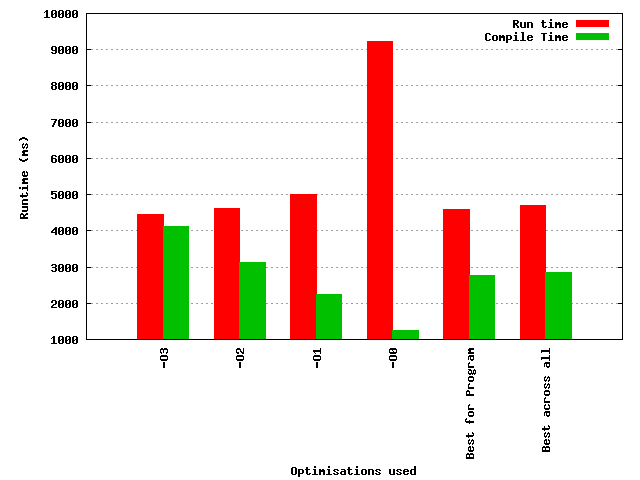 Run time
Compile Time
10000
9000
8000
7000
6000
5000
4000
3000
2000
1000
Runtime (ms)
-O3
-O2
-O1
-O0
Best for Program
Best across all
Optimisations used